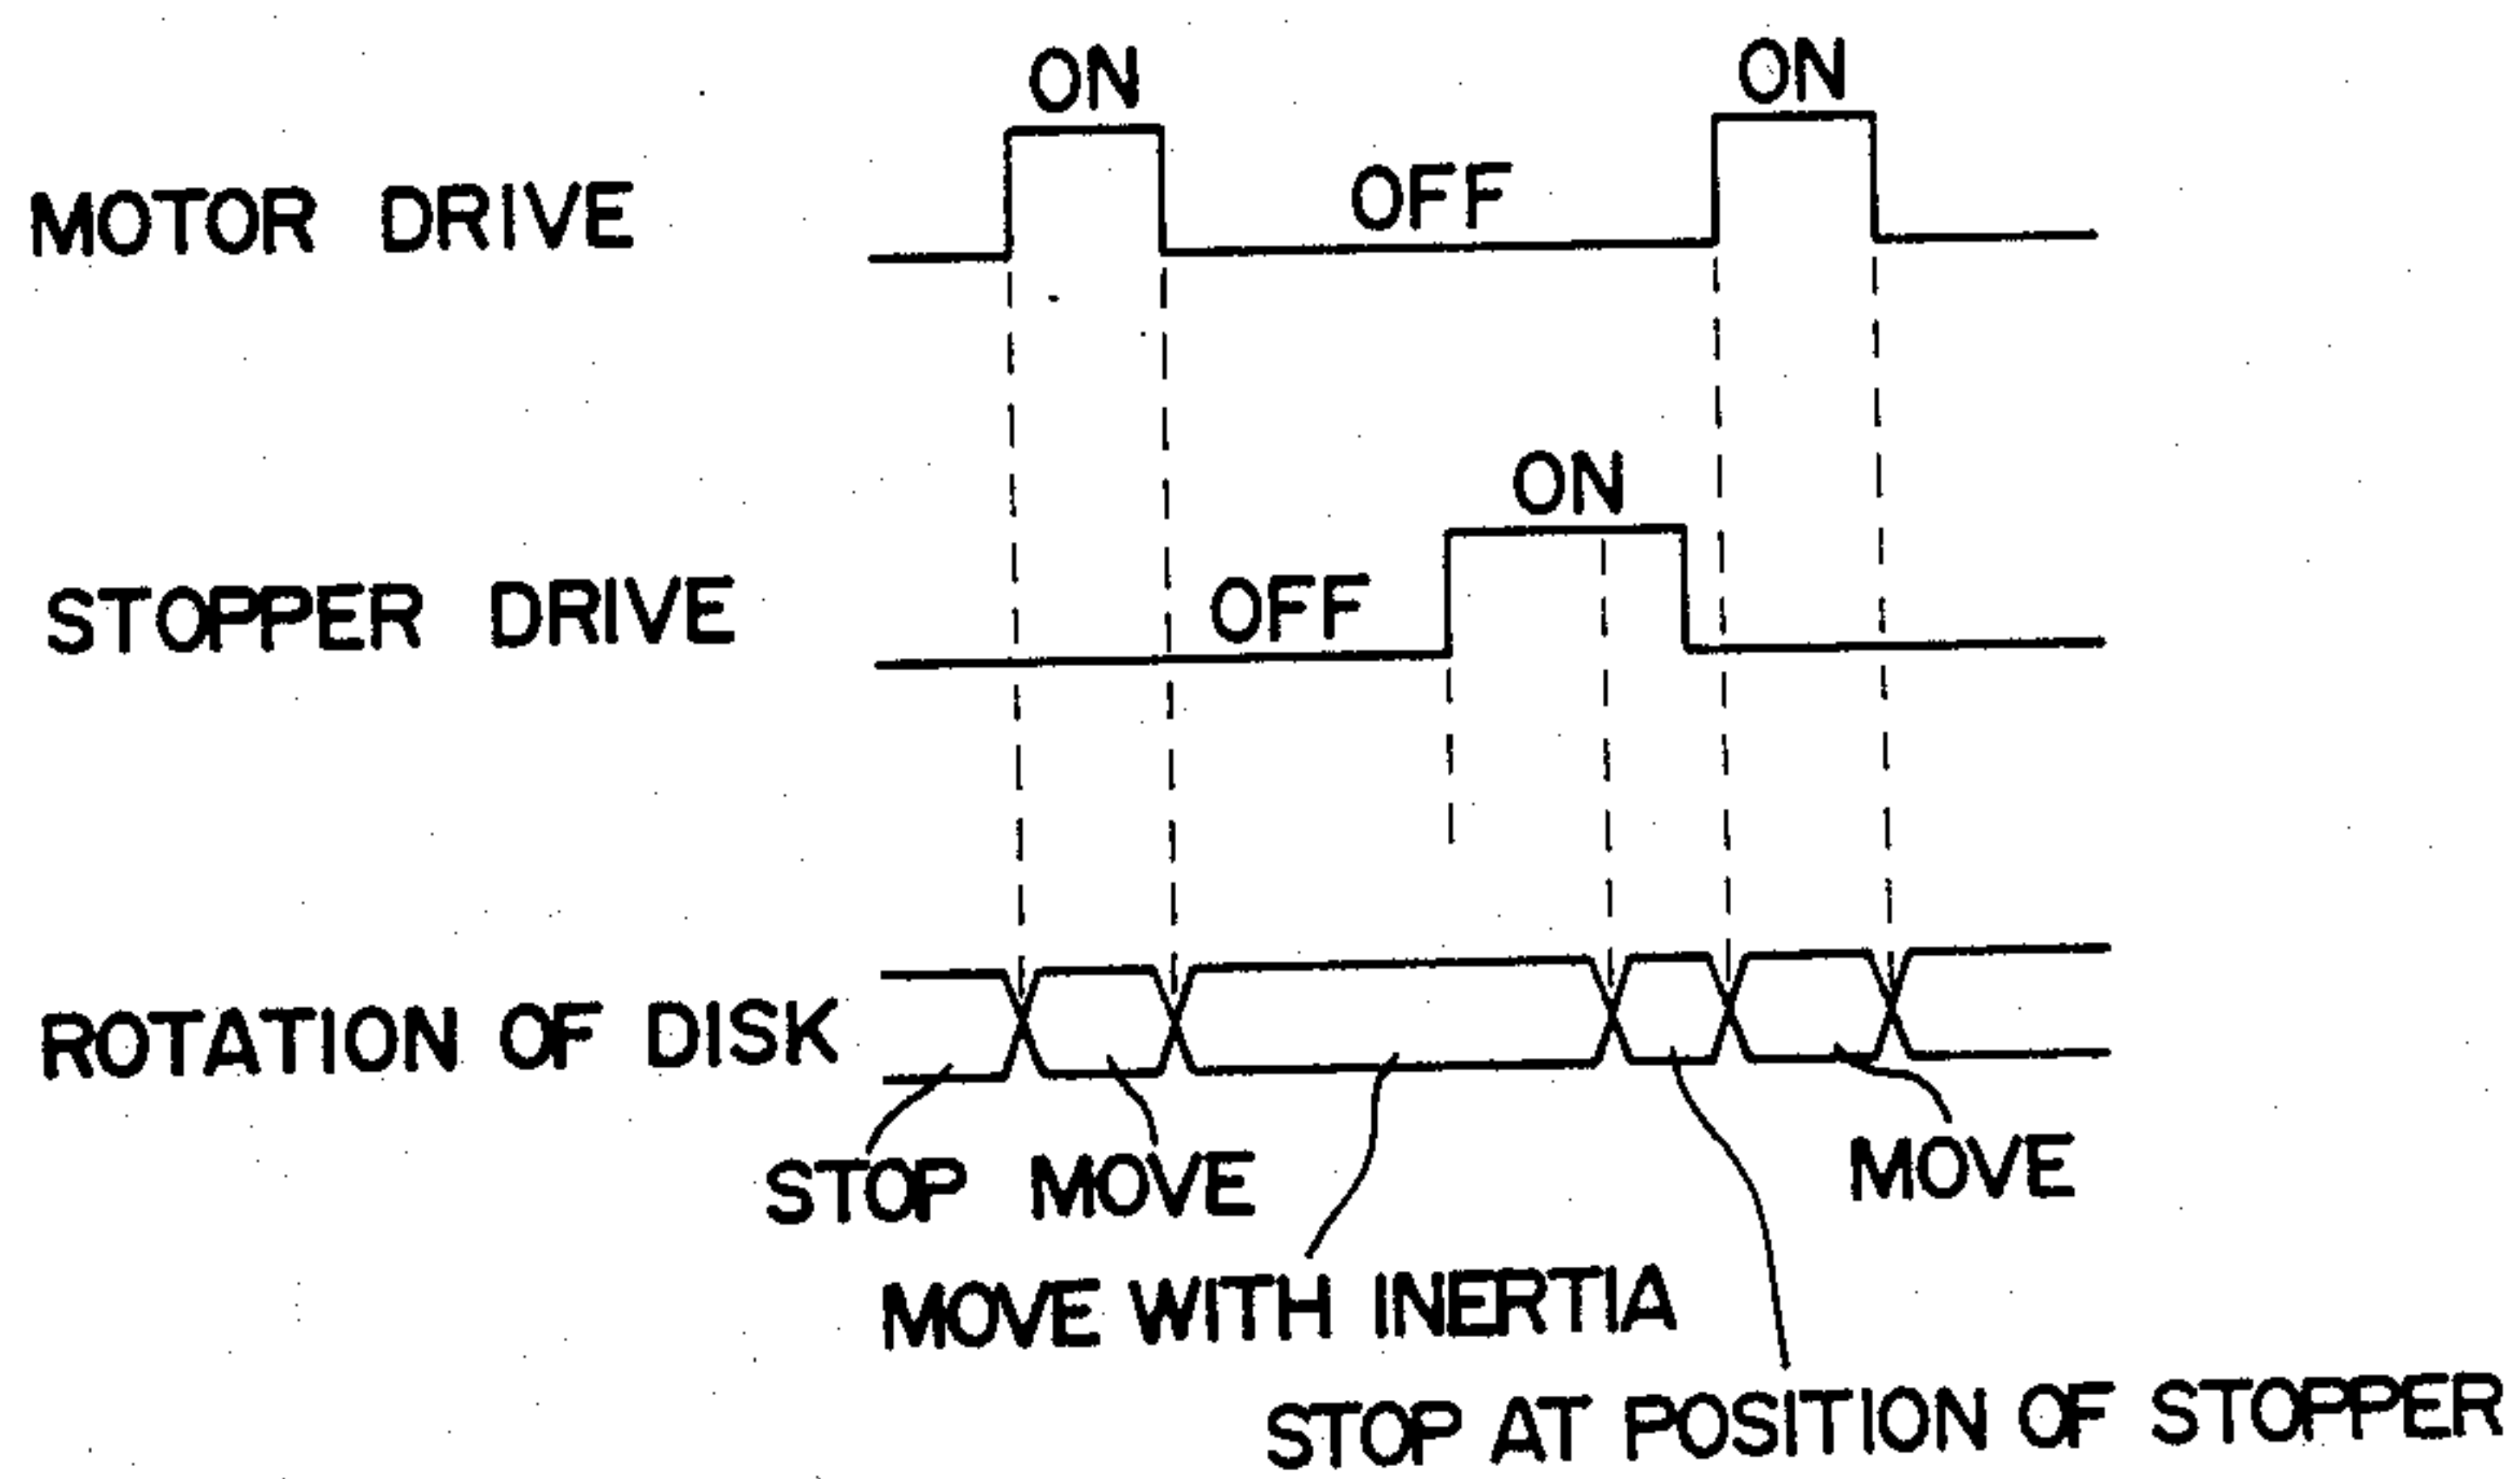 ON
ON
MOTOR DRIVE
OFF
ON
STOPPER DRIVE
OFF
ROTATION OF DISK
STOP
MOVE
MOVE
MOVE WITH INERTIA
STOP AT POSITION OF STOPPER